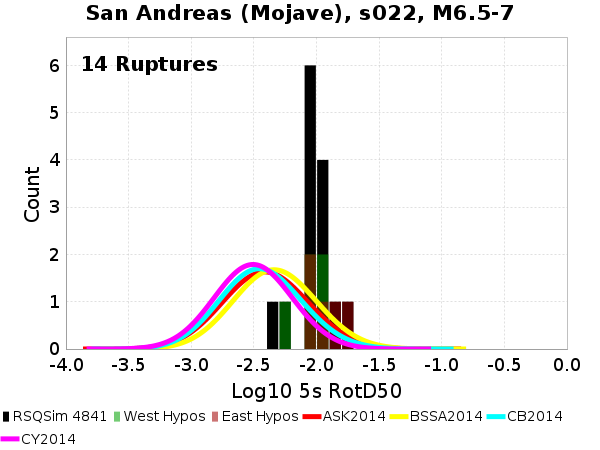 San Andreas (Mojave), s022, M6.5-7
14 Ruptures
6
5
4
3
2
1
0
Count
-4.0 -3.5 -3.0 -2.5 -2.0 -1.5 -1.0 -0.5 0.0
Log10 5s RotD50
RSQSim 4841 West Hypos East Hypos ASK2014 BSSA2014 CB2014
CY2014